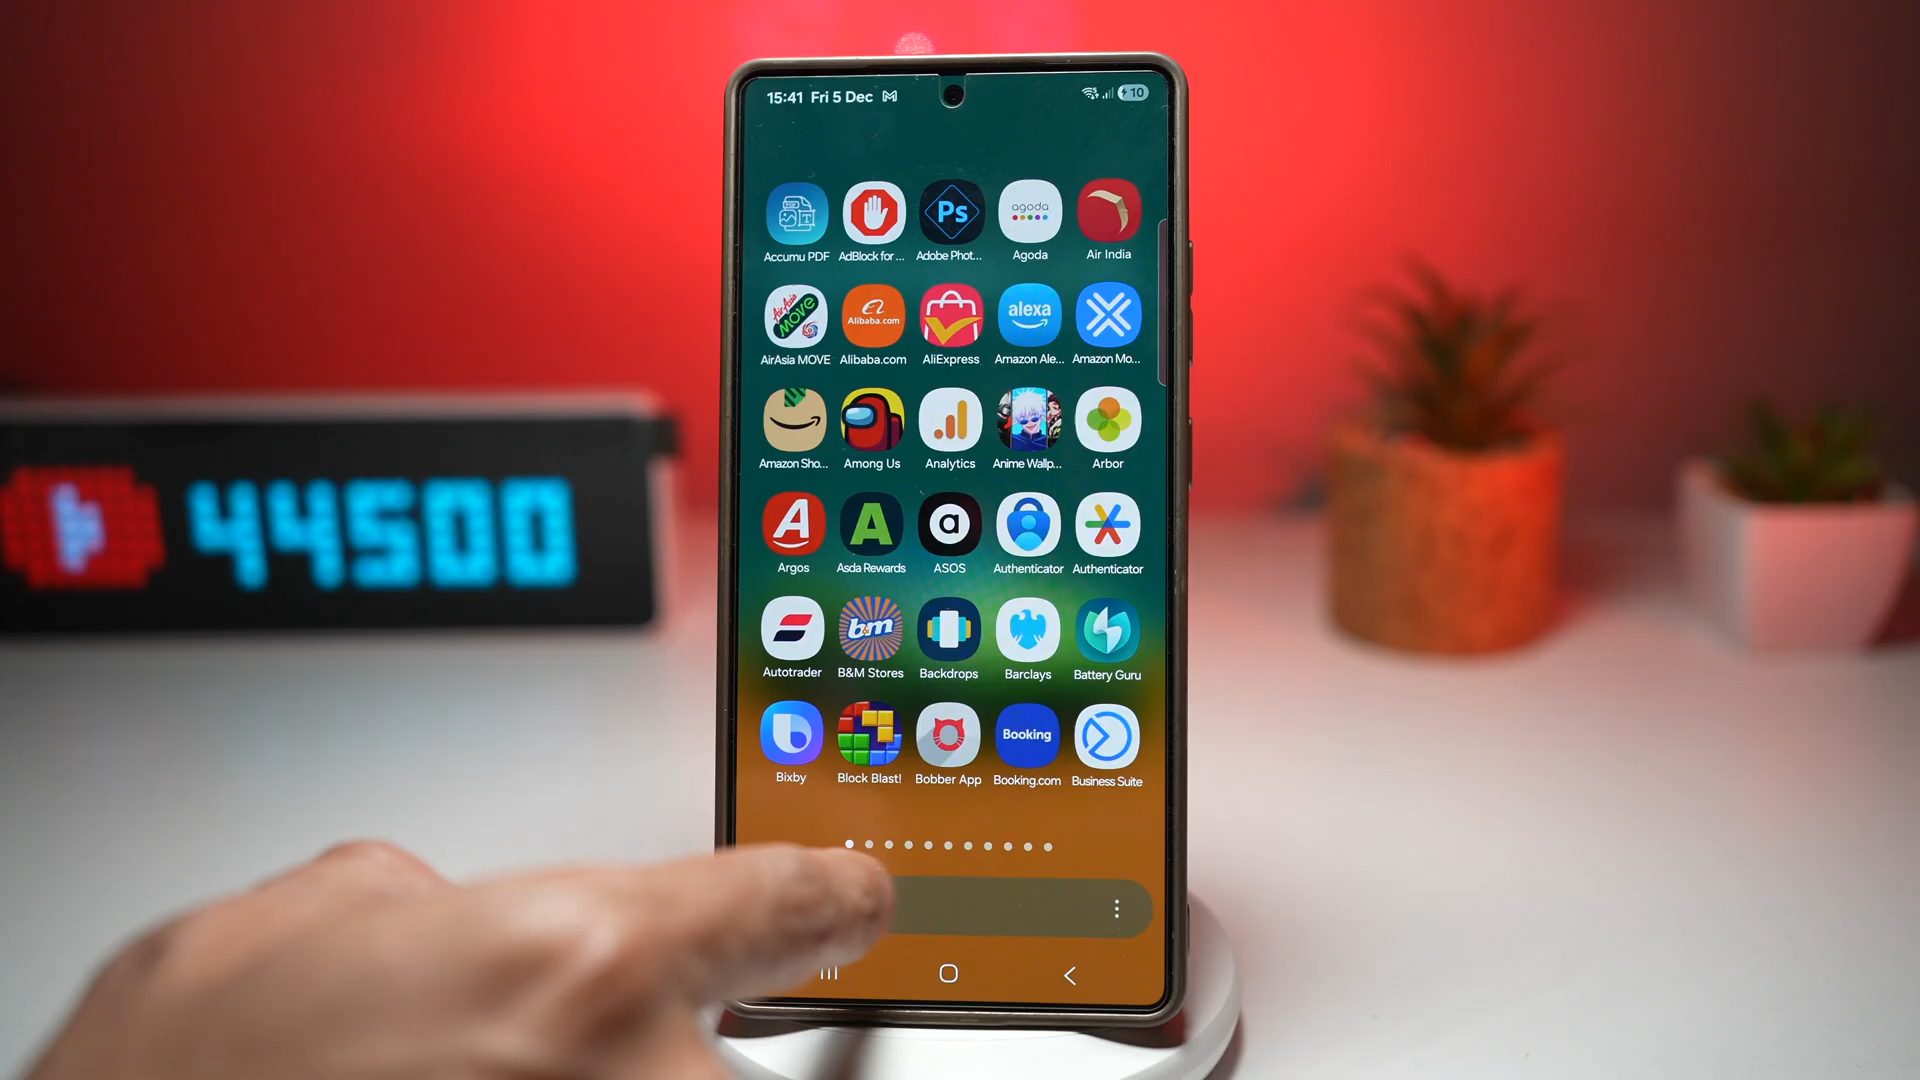 15:41 Fri 5 Dec
10
Ps
agoda
Accumu PDF AdBlock for ... Adobe Phot... Agoda Air India
AirAsia MOVE
Alibaba.com
alexa
AirAsia MOVE Alibaba.com AliExpress Amazon Ale... Amazon Mo...
Amazon Sho... Among Us Analytics Anime Wallp... Arbor
44500
A A a
Argos Asda Rewards ASOS Authenticator Authenticator
b&m
Autotrader B&M Stores Backdrops Barclays Battery Guru
b
Booking
Bixby Block Blast! Bobber App Booking.com Business Suite